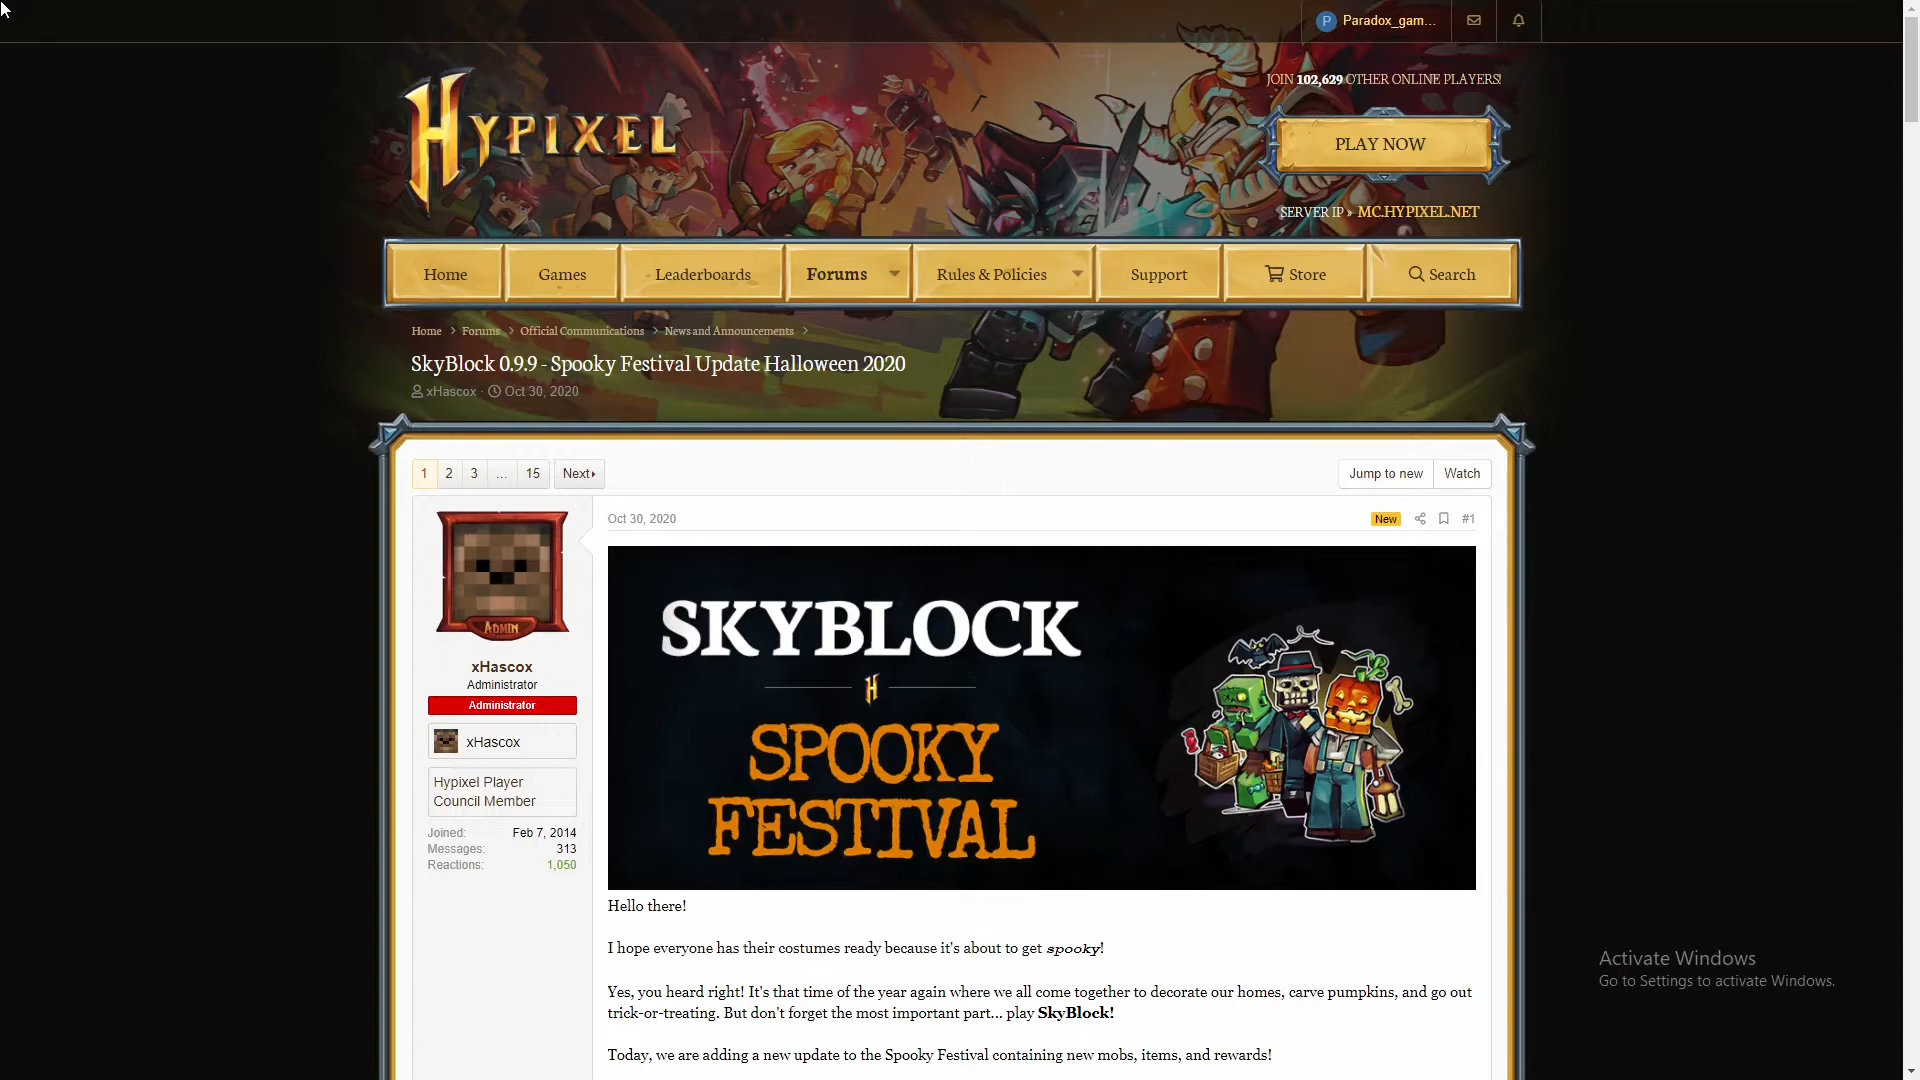 P Paradox_gam...
JOIN 102,629 OTHER ONLINE PLAYERS!
HYPIXEL
PLAY NOW
SERVER IP » MC.HYPIXEL.NET
Home Games Leaderboards Forums Rules & Policies Support Store Search
Home > Forums > Official Communications > News and Announcements >
SkyBlock 0.9.9 - Spooky Festival Update Halloween 2020
xHascox · Oct 30, 2020
1 2 3 ... 15 Next
Jump to new Watch
ADMIN
xHascox
Administrator
Administrator
xHascox
Hypixel Player
Council Member
Joined: Feb 7, 2014
Messages: 313
Reactions: 1,050
Oct 30, 2020 New #1
SKYBLOCK
H
SPOOKY
FESTIVAL
Hello there!
I hope everyone has their costumes ready because it's about to get spooky!
Yes, you heard right! It's that time of the year again where we all come together to decorate our homes, carve pumpkins, and go out
trick-or-treating. But don't forget the most important part... play SkyBlock!
Today, we are adding a new update to the Spooky Festival containing new mobs, items, and rewards!
Activate Windows
Go to Settings to activate Windows.